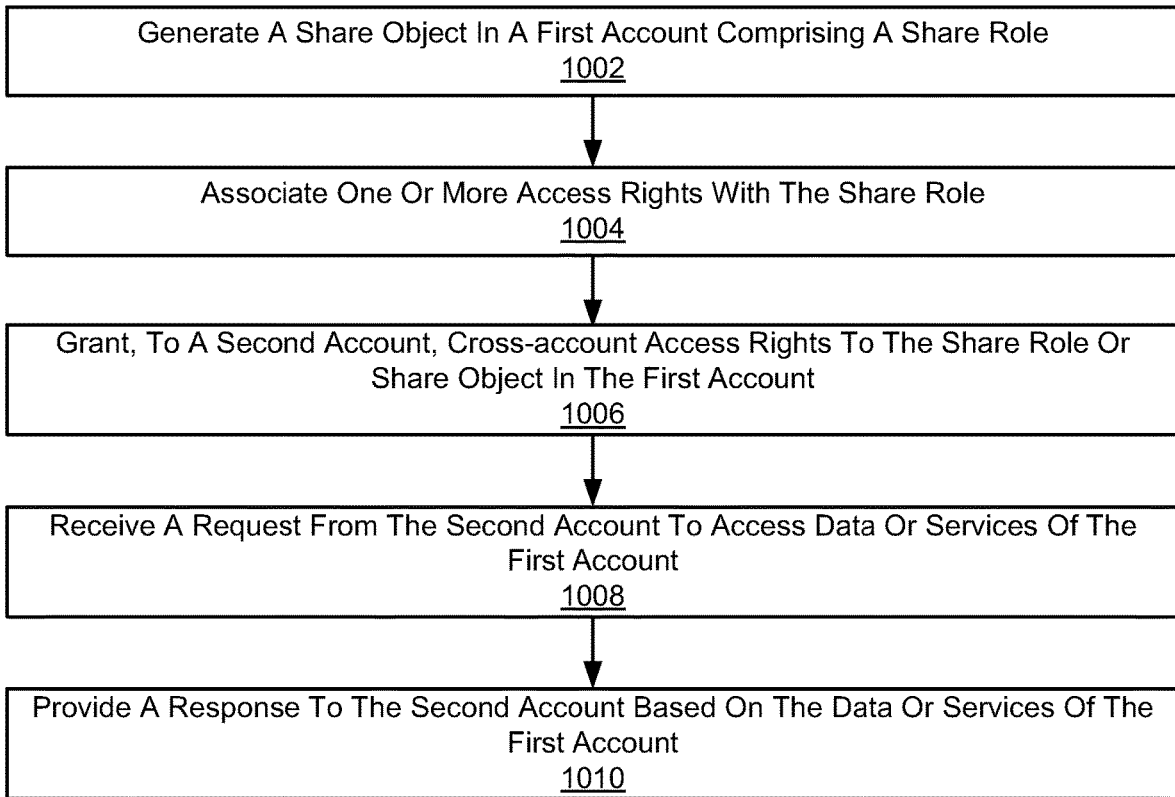 Generate A Share Object In A First Account Comprising A Share Role
1002
Associate One Or More Access Rights With The Share Role
1004
Grant, To A Second Account, Cross-account Access Rights To The Share Role Or
Share Object In The First Account
1006
Receive A Request From The Second Account To Access Data Or Services Of The
First Account
1008
Provide A Response To The Second Account Based On The Data Or Services Of The
First Account
1010